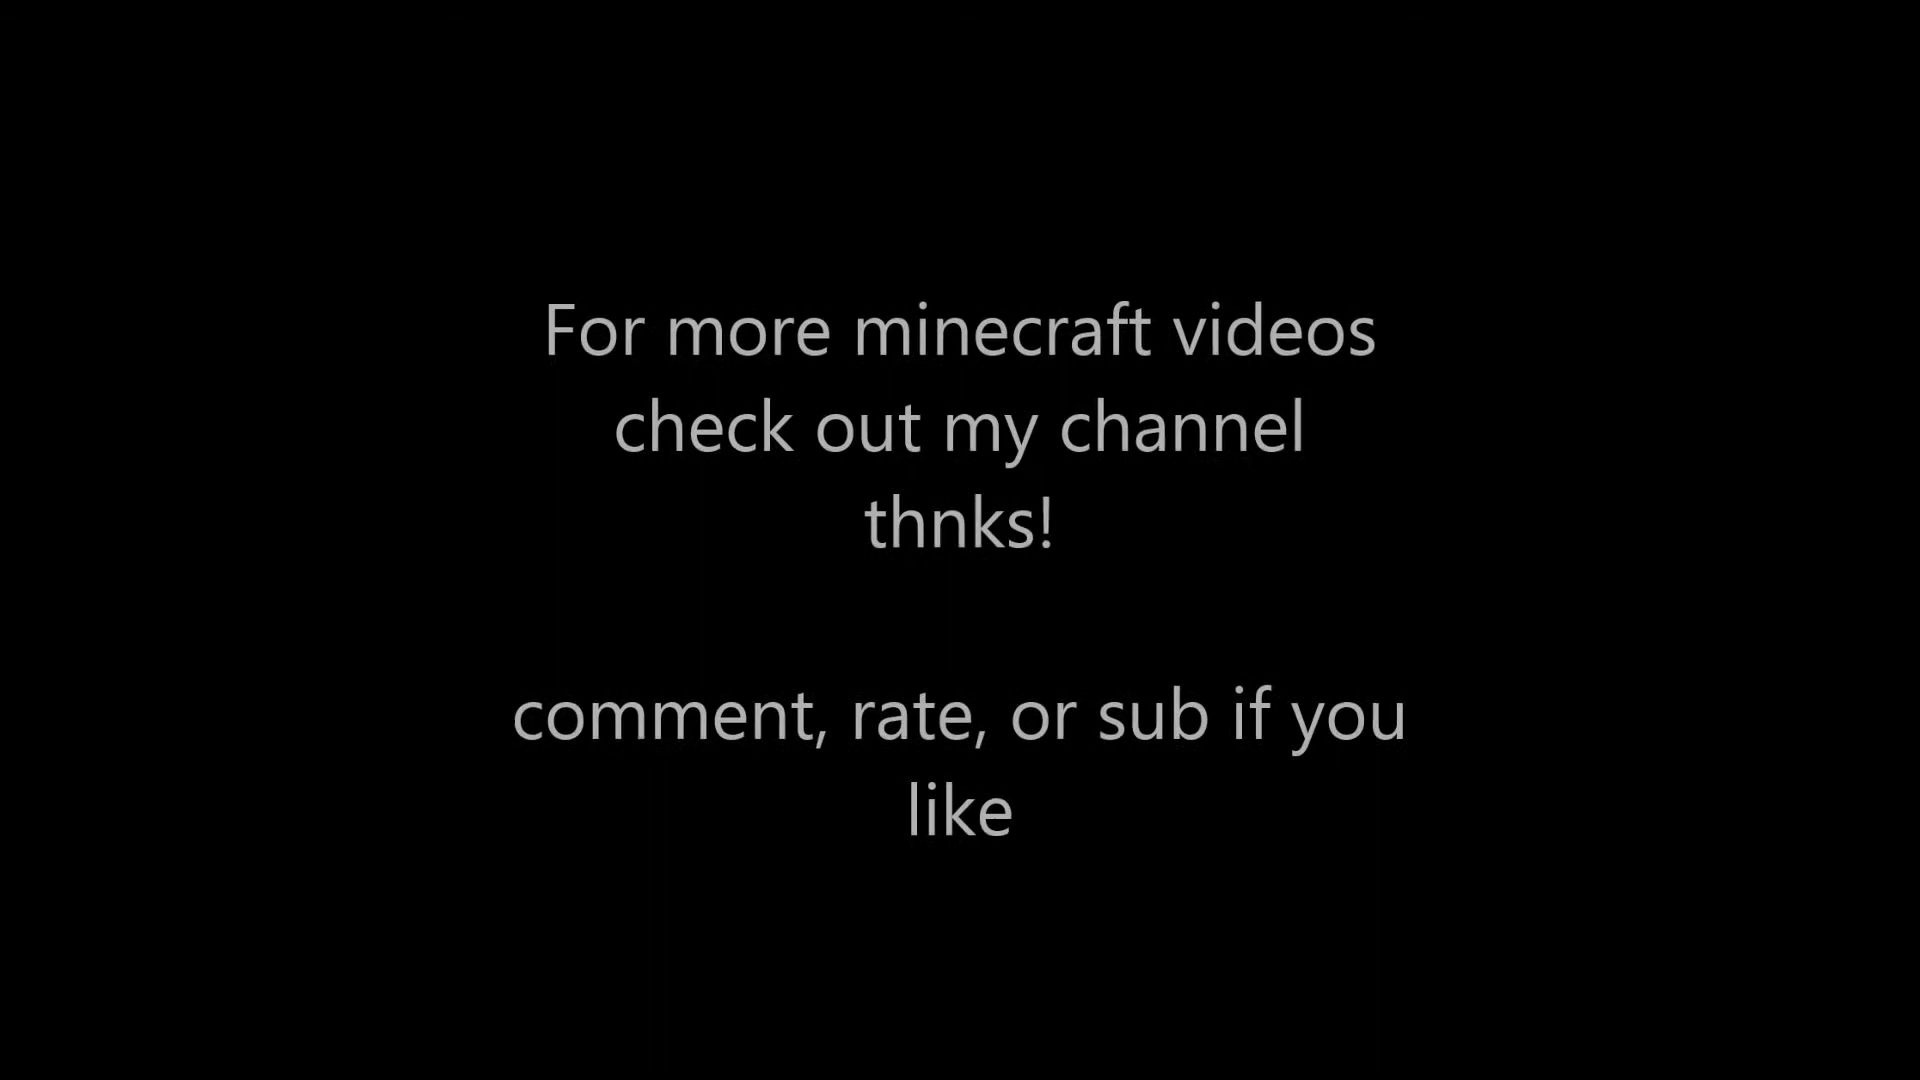 For more minecraft videos
check out my channel
thnks!
comment, rate, or sub if you
like